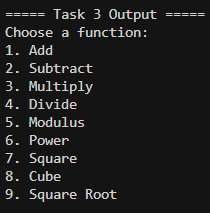 ===== Task 3 Output =====
Choose a function:
1. Add
2. Subtract
3. Multiply
4. Divide
5. Modulus
6. Power
7. Square
8. Cube
9. Square Root